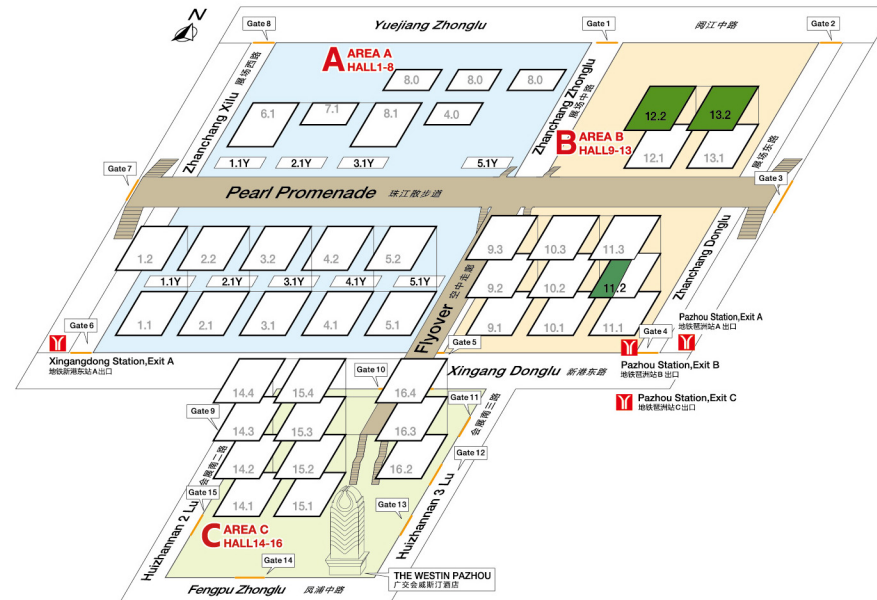 N
Gate 8
Yuejiang Zhonglu
Gate 1
阅江中路
Gate 2
A AREA A
HALL1-8
8.0
8.0
8.0
Zhanchang Xilu 展场西路
Zhanchang Zhonglu 展场中路
6.1
7.1
8.1
4.0
12.2
13.2
B AREA B
HALL9-13
12.1
13.1
展场东路
1.1Y
2.1Y
3.1Y
5.1Y
Gate 7
Gate 3
Pearl Promenade 珠江散步道
Zhanchang Donglu
1.2
2.2
3.2
4.2
5.2
9.3
10.3
11.3
1.1Y
2.1Y
3.1Y
4.1Y
5.1Y
9.2
10.2
11.2
Flyover 空中走廊
1.1
2.1
3.1
4.1
5.1
9.1
10.1
11.1
Gate 6
Gate 5
Gate 4
Pazhou Station,Exit A
地铁琶洲站A出口
Xingangdong Station,Exit A
地铁新港东站A出口
Xingang Donglu 新港东路
Pazhou Station,Exit B
地铁琶洲站B出口
Pazhou Station,Exit C
地铁琶洲站C出口
Gate 10
14.4
15.4
16.4
Gate 11
Gate 9
14.3
15.3
16.3
会展南三路
会展南二路
Gate 12
14.2
15.2
16.2
Gate 15
14.1
15.1
Gate 13
Huizhannan 2 Lu
Huizhannan 3 Lu
C AREA C
HALL14-16
Gate 14
Fengpu Zhonglu 凤浦中路
THE WESTIN PAZHOU
广交会威斯汀酒店